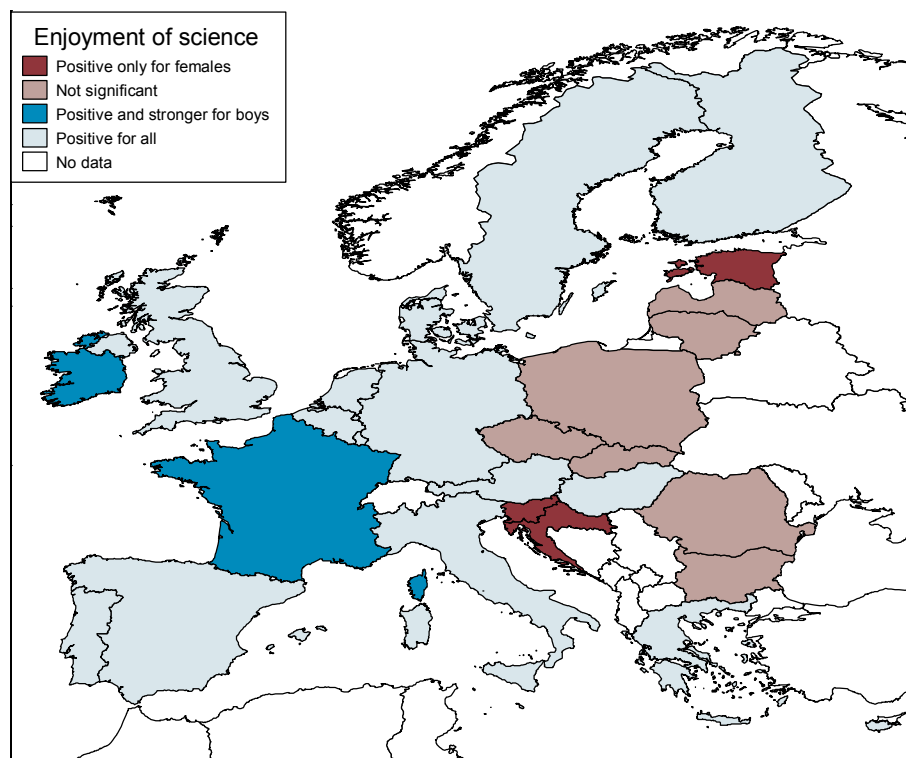 Enjoyment of science
Positive only for females
Not significant
Positive and stronger for boys
Positive for all
No data